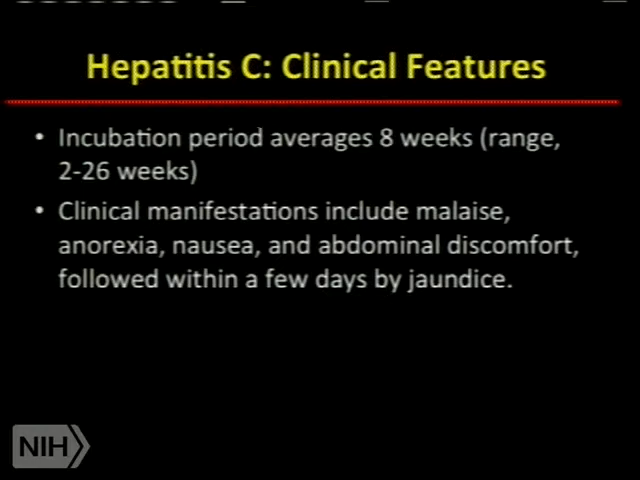 Hepatitis C: Clinical Features
• Incubation period averages 8 weeks (range,
2-26 weeks)
• Clinical manifestations include malaise,
anorexia, nausea, and abdominal discomfort,
followed within a few days by jaundice.
NIH